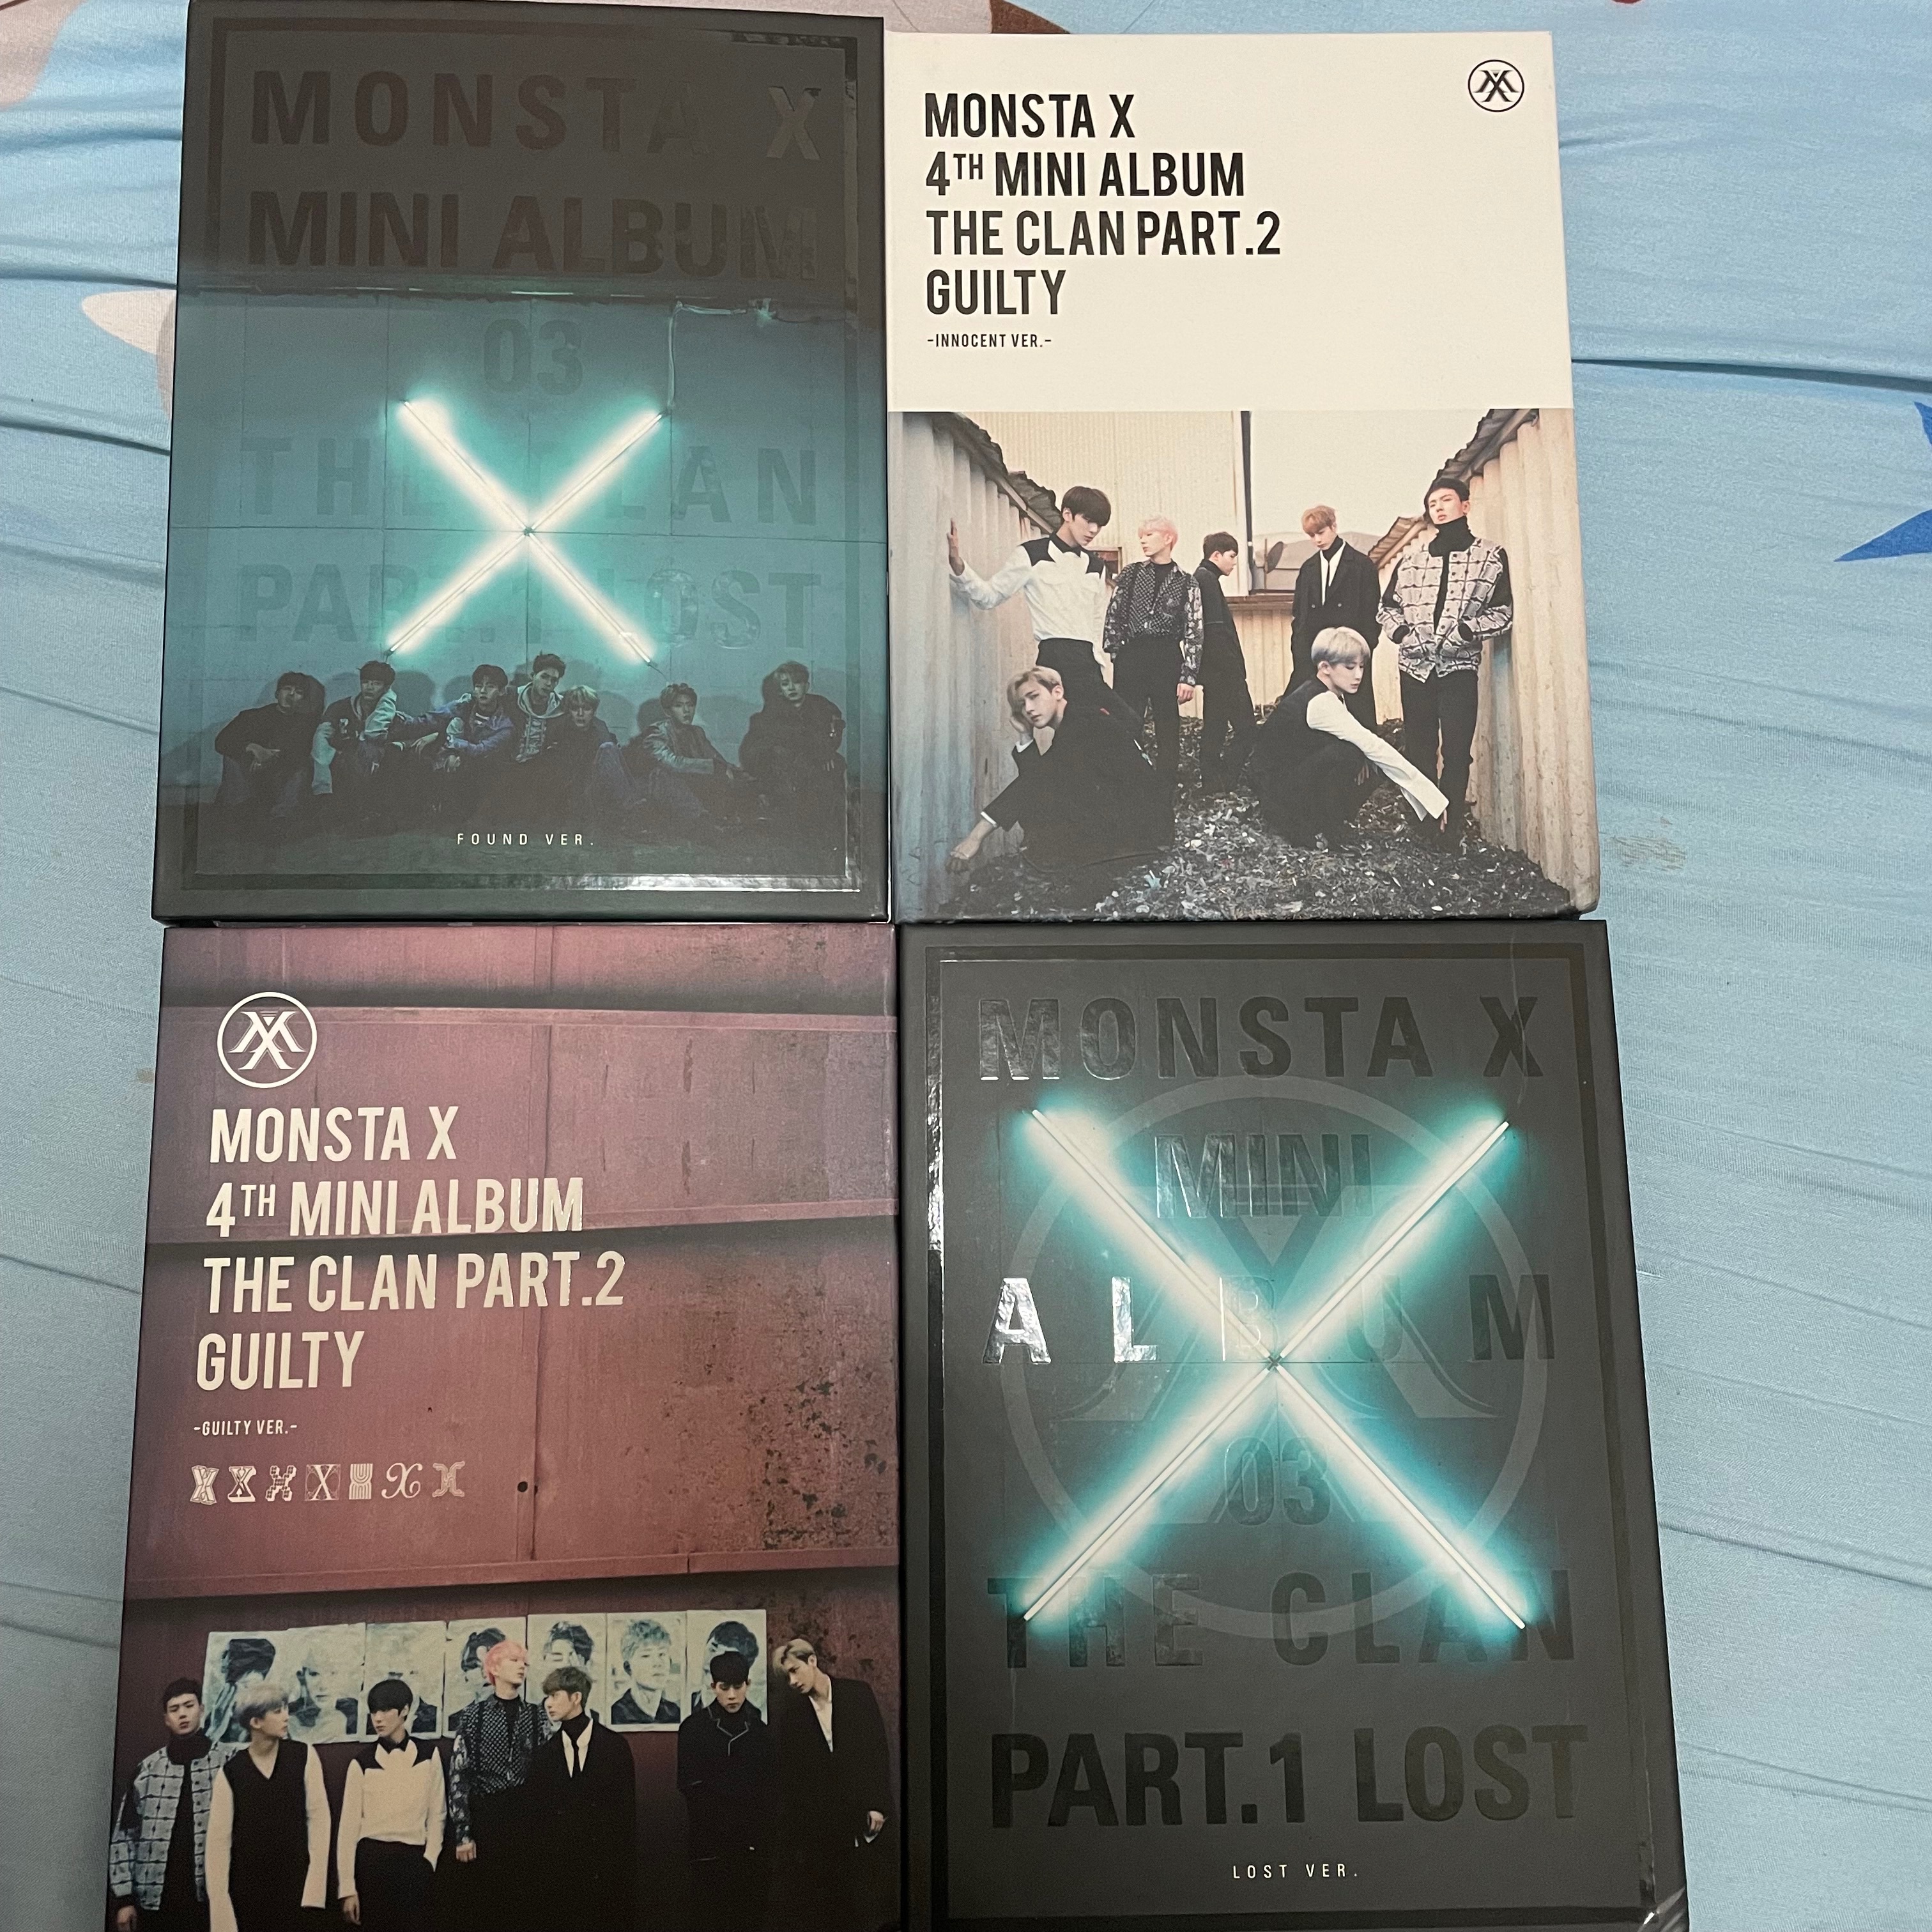 MONSTA X
MINI ALBUM
03
THE CLAN
PART.1 LOST
FOUND VER.
MONSTA X
4TH MINI ALBUM
THE CLAN PART.2
GUILTY
-INNOCENT VER.-
MONSTA X
4TH MINI ALBUM
THE CLAN PART.2
GUILTY
-GUILTY VER.-
MONSTA X
MINI
ALBUM
03
THE CLAN
PART.1 LOST
LOST VER.